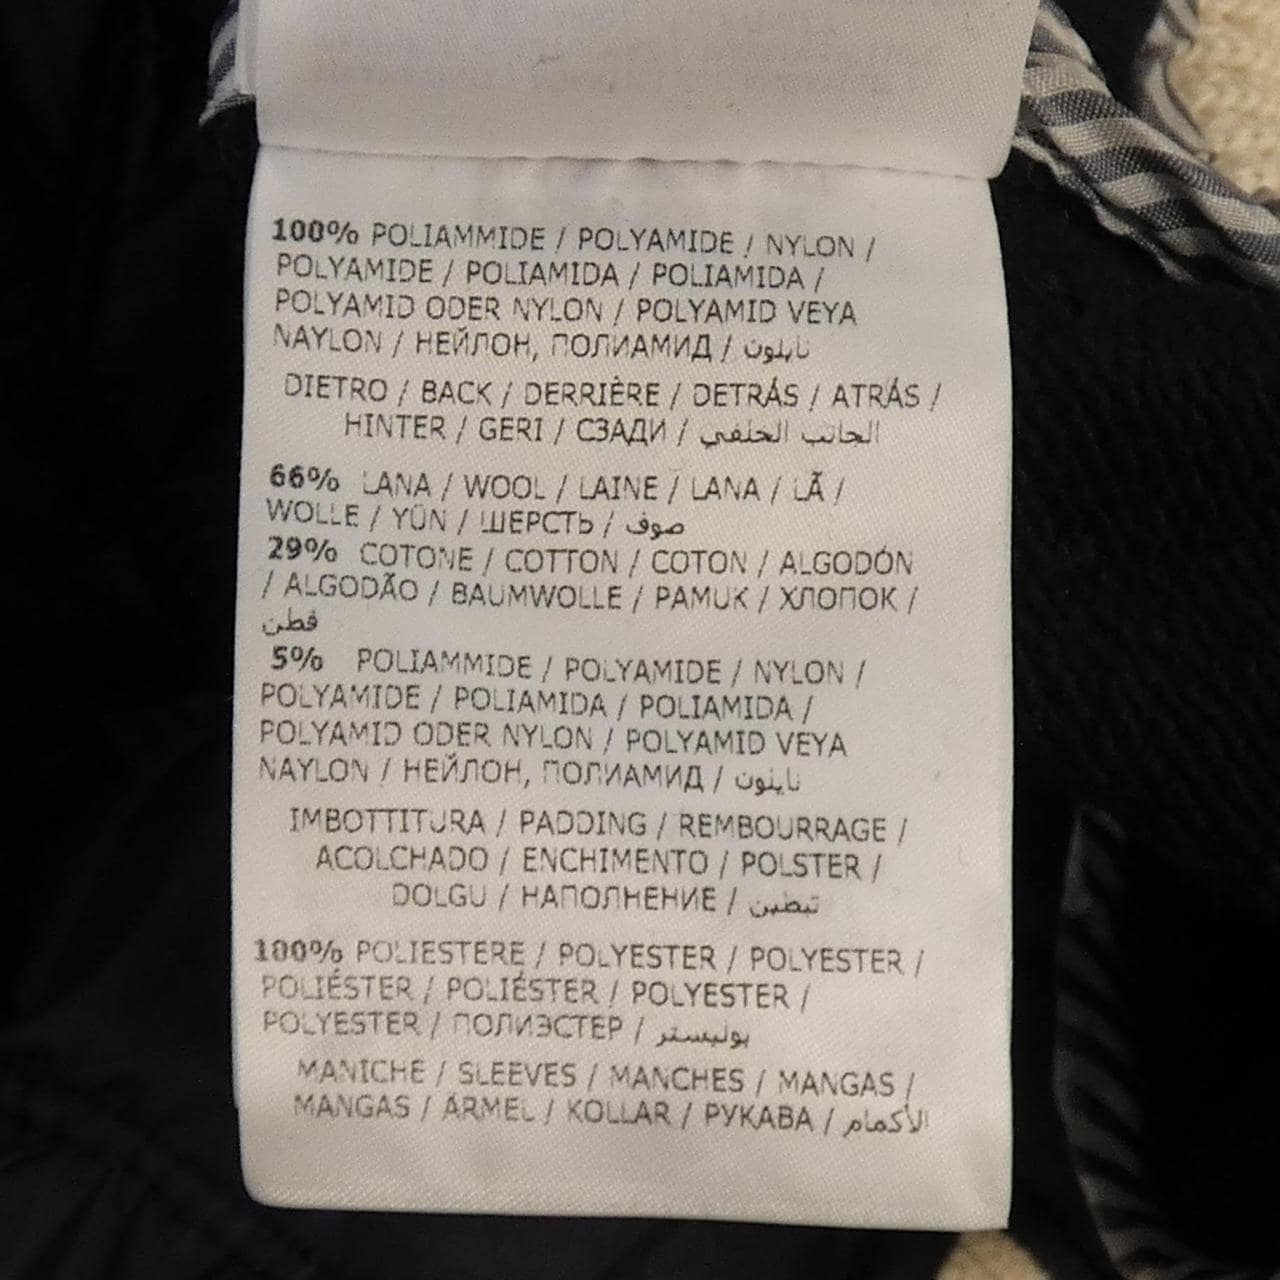 100% POLIAMMIDE / POLYAMIDE / NYLON /
POLYAMIDE / POLIAMIDA / POLIAMIDA /
POLYAMID ODER NYLON / POLYAMID VEYA
NAYLON / НЕЙЛОН, ПОЛИАМИД / نايلون
DIETRO / BACK / DERRIÈRE / DETRÁS / ATRÁS /
HINTER / GERI / СЗАДИ / الجانب الخلفي
66% LANA / WOOL / LAINE / LANA / LÃ /
WOLLE / YÜN / ШЕРСТЬ / صوف
29% COTONE / COTTON / COTON / ALGODÓN
/ ALGODÃO / BAUMWOLLE / PAMUK / ХЛОПОК /
قطن
5% POLIAMMIDE / POLYAMIDE / NYLON /
POLYAMIDE / POLIAMIDA / POLIAMIDA /
POLYAMID ODER NYLON / POLYAMID VEYA
NAYLON / НЕЙЛОН, ПОЛИАМИД / نايلون
IMBOTTITURA / PADDING / REMBOURRAGE /
ACOLCHADO / ENCHIMENTO / POLSTER /
DOLGU / НАПОЛНЕНИЕ / تبطين
100% POLIESTERE / POLYESTER / POLYESTER /
POLIÉSTER / POLIÉSTER / POLYESTER /
POLYESTER / ПОЛИЭСТЕР / بوليستر
MANICHE / SLEEVES / MANCHES / MANGAS /
MANGAS / ÄRMEL / KOLLAR / РУКАВА / الأكمام